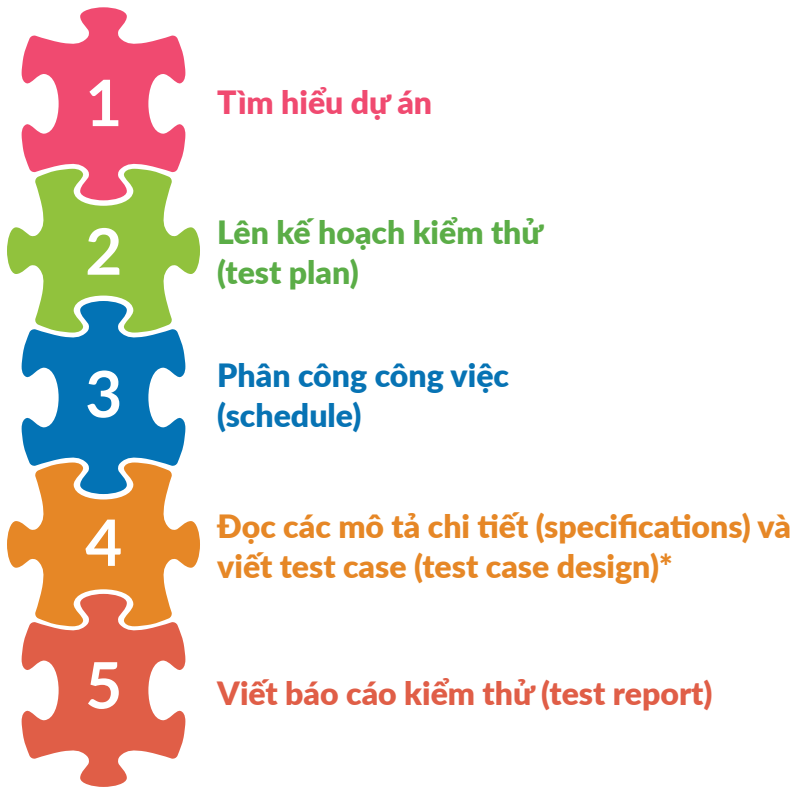 1
Tìm hiểu dự án
2
Lên kế hoạch kiểm thử
(test plan)
3
Phân công công việc
(schedule)
4
Đọc các mô tả chi tiết (specifications) và
viết test case (test case design)*
5
Viết báo cáo kiểm thử (test report)